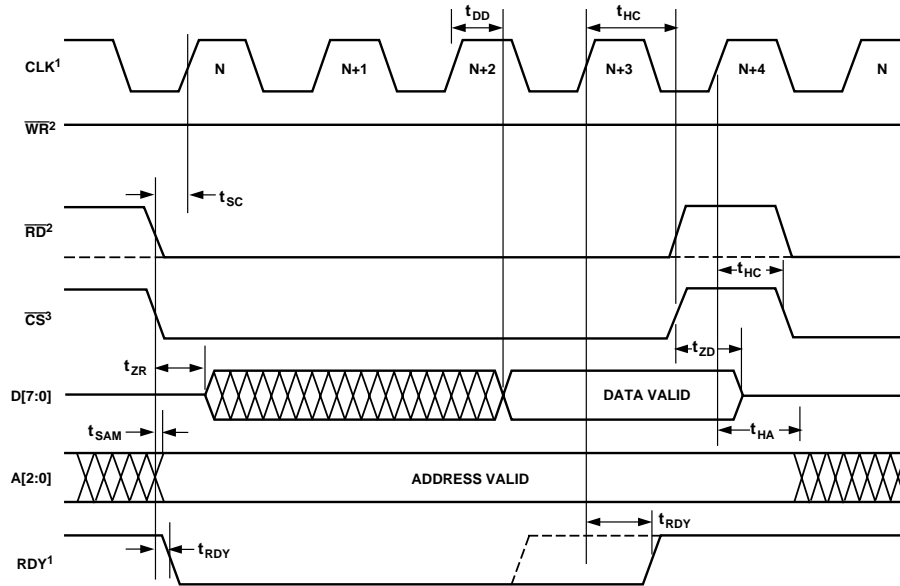 t_DD
t_HC
CLK¹
N
N+1
N+2
N+3
N+4
N
WR²
t_SC
RD²
t_HC
CS³
t_ZR
t_ZD
D[7:0]
DATA VALID
t_SAM
t_HA
A[2:0]
ADDRESS VALID
t_RDY
t_RDY
RDY¹